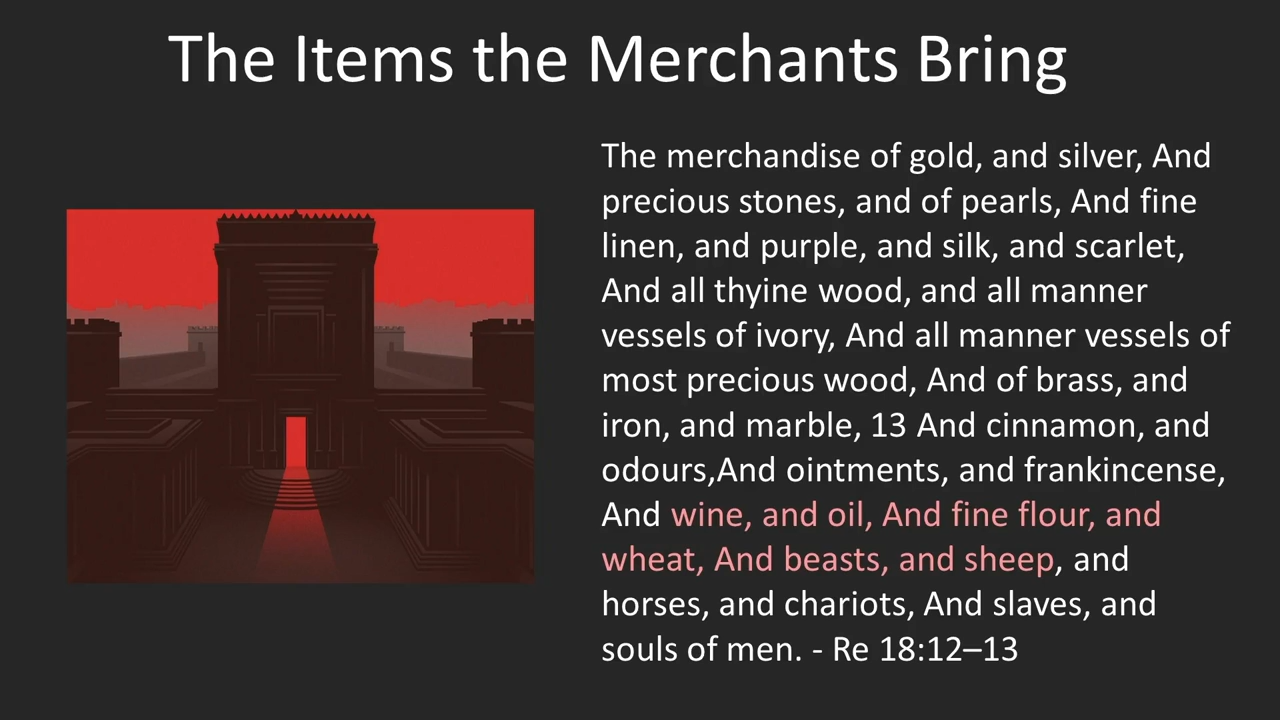 The Items the Merchants Bring
The merchandise of gold, and silver, And
precious stones, and of pearls, And fine
linen, and purple, and silk, and scarlet,
And all thyine wood, and all manner
vessels of ivory, And all manner vessels of
most precious wood, And of brass, and
iron, and marble, 13 And cinnamon, and
odours,And ointments, and frankincense,
And wine, and oil, And fine flour, and
wheat, And beasts, and sheep, and
horses, and chariots, And slaves, and
souls of men. - Re 18:12–13